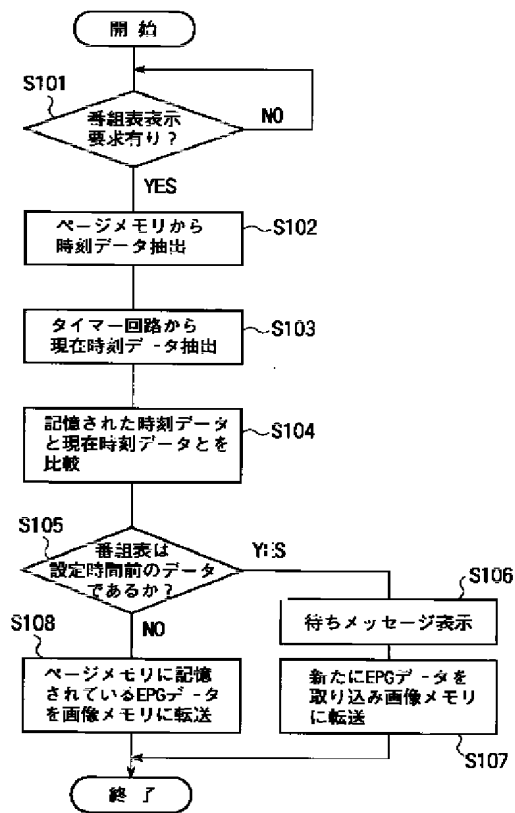 開始
S101
番組表表示
要求有り？
NO
YES
ページメモリから
時刻データ抽出
S102
タイマー回路から
現在時刻データ抽出
S103
記憶された時刻データ
と現在時刻データとを
比較
S104
S105
番組表は
設定時間前のデータ
であるか？
YES
NO
S106
待ちメッセージ表示
S108
ページメモリに記憶
されているEPGデータ
を画像メモリに転送
新たにEPGデータを
取り込み画像メモリ
に転送
S107
終了